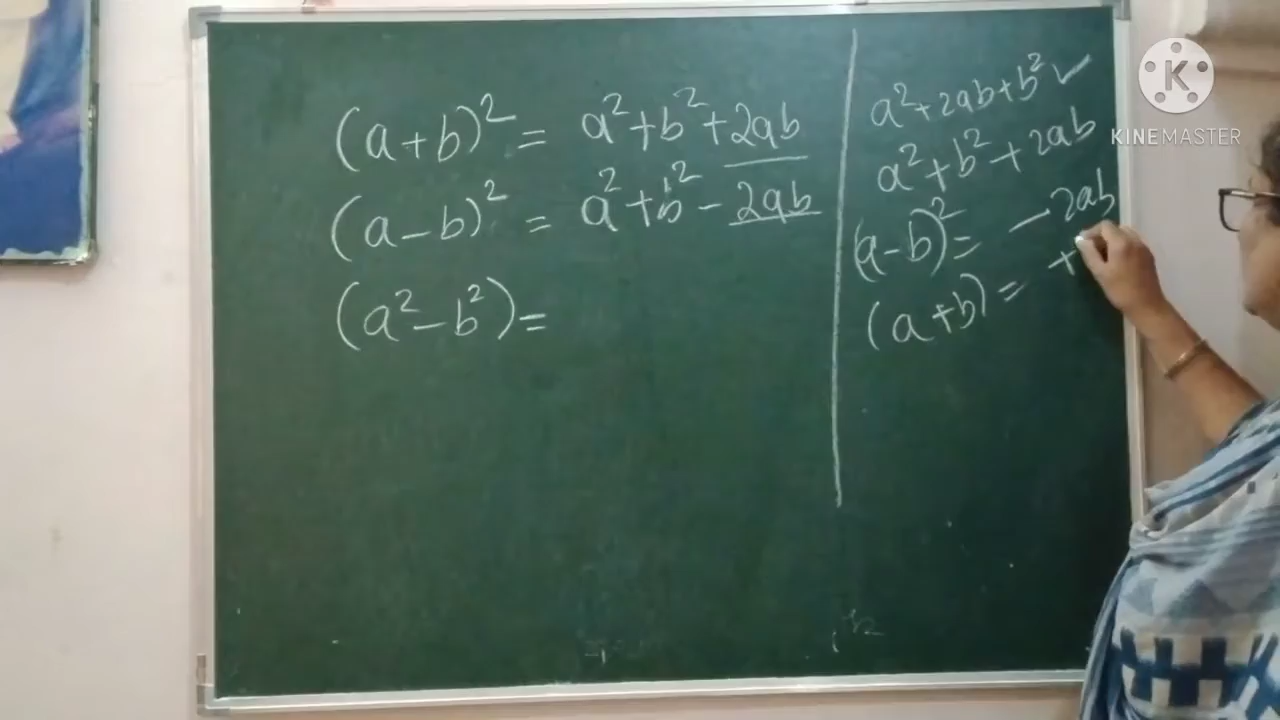 (a+b)² = a²+b²+2ab
(a-b)² = a²+b²-2ab
(a²-b²)=
a²+2ab+b² ✓
a²+b²+2ab
(a-b)²= -2ab
(a+b)= +
K
KINEMASTER